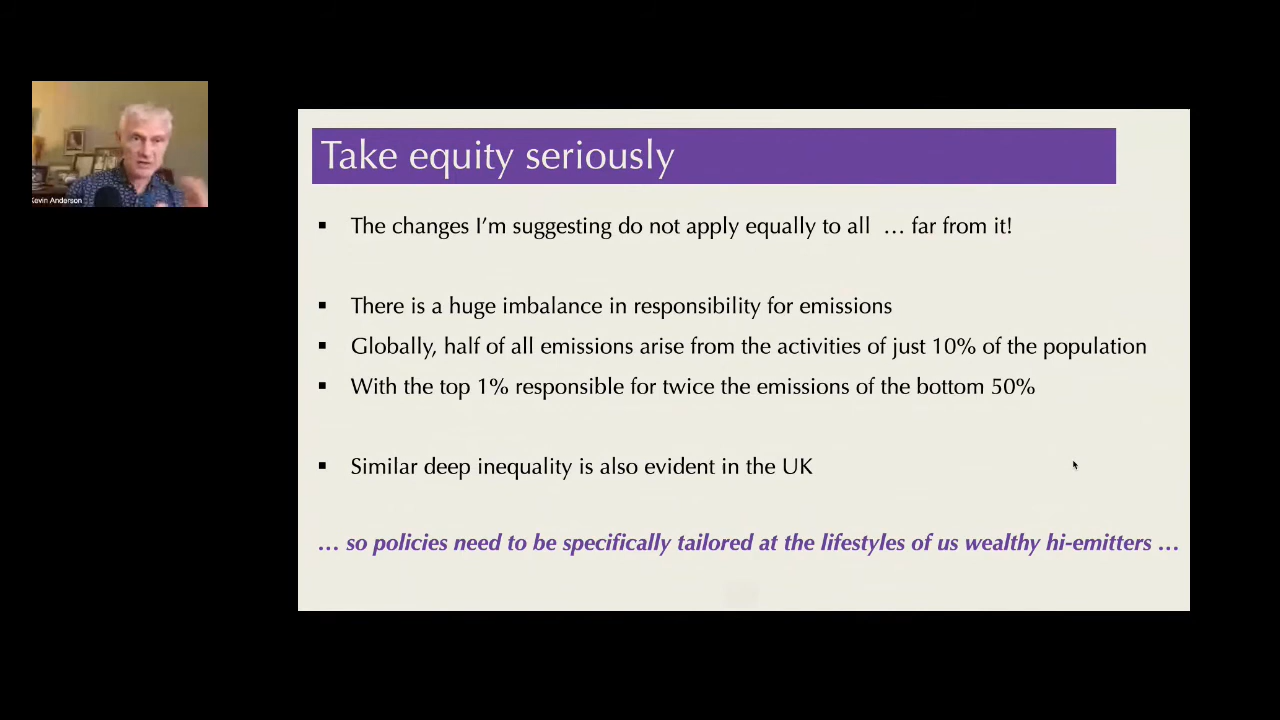 Kevin Anderson
Take equity seriously
▪ The changes I’m suggesting do not apply equally to all … far from it!
▪ There is a huge imbalance in responsibility for emissions
▪ Globally, half of all emissions arise from the activities of just 10% of the population
▪ With the top 1% responsible for twice the emissions of the bottom 50%
▪ Similar deep inequality is also evident in the UK
… so policies need to be specifically tailored at the lifestyles of us wealthy hi-emitters …